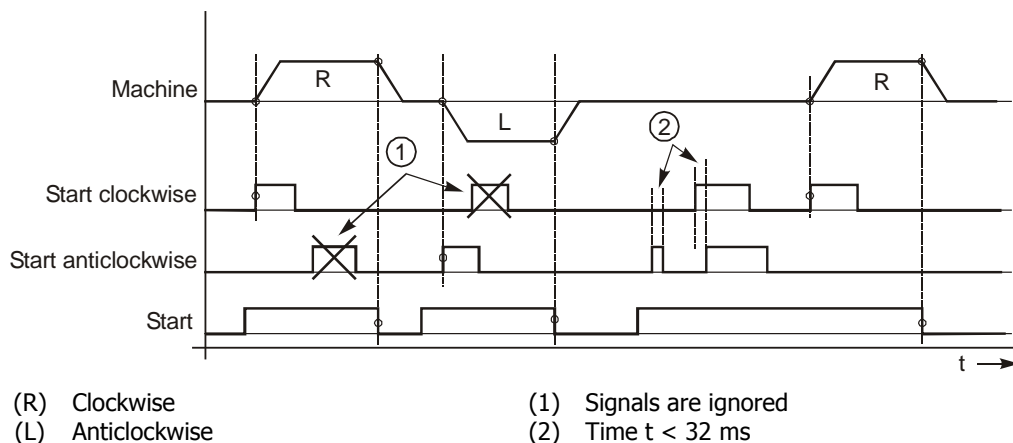 Machine
R
L
R
1
2
Start clockwise
Start anticlockwise
Start
t
(R) Clockwise
(L) Anticlockwise
(1) Signals are ignored
(2) Time t < 32 ms